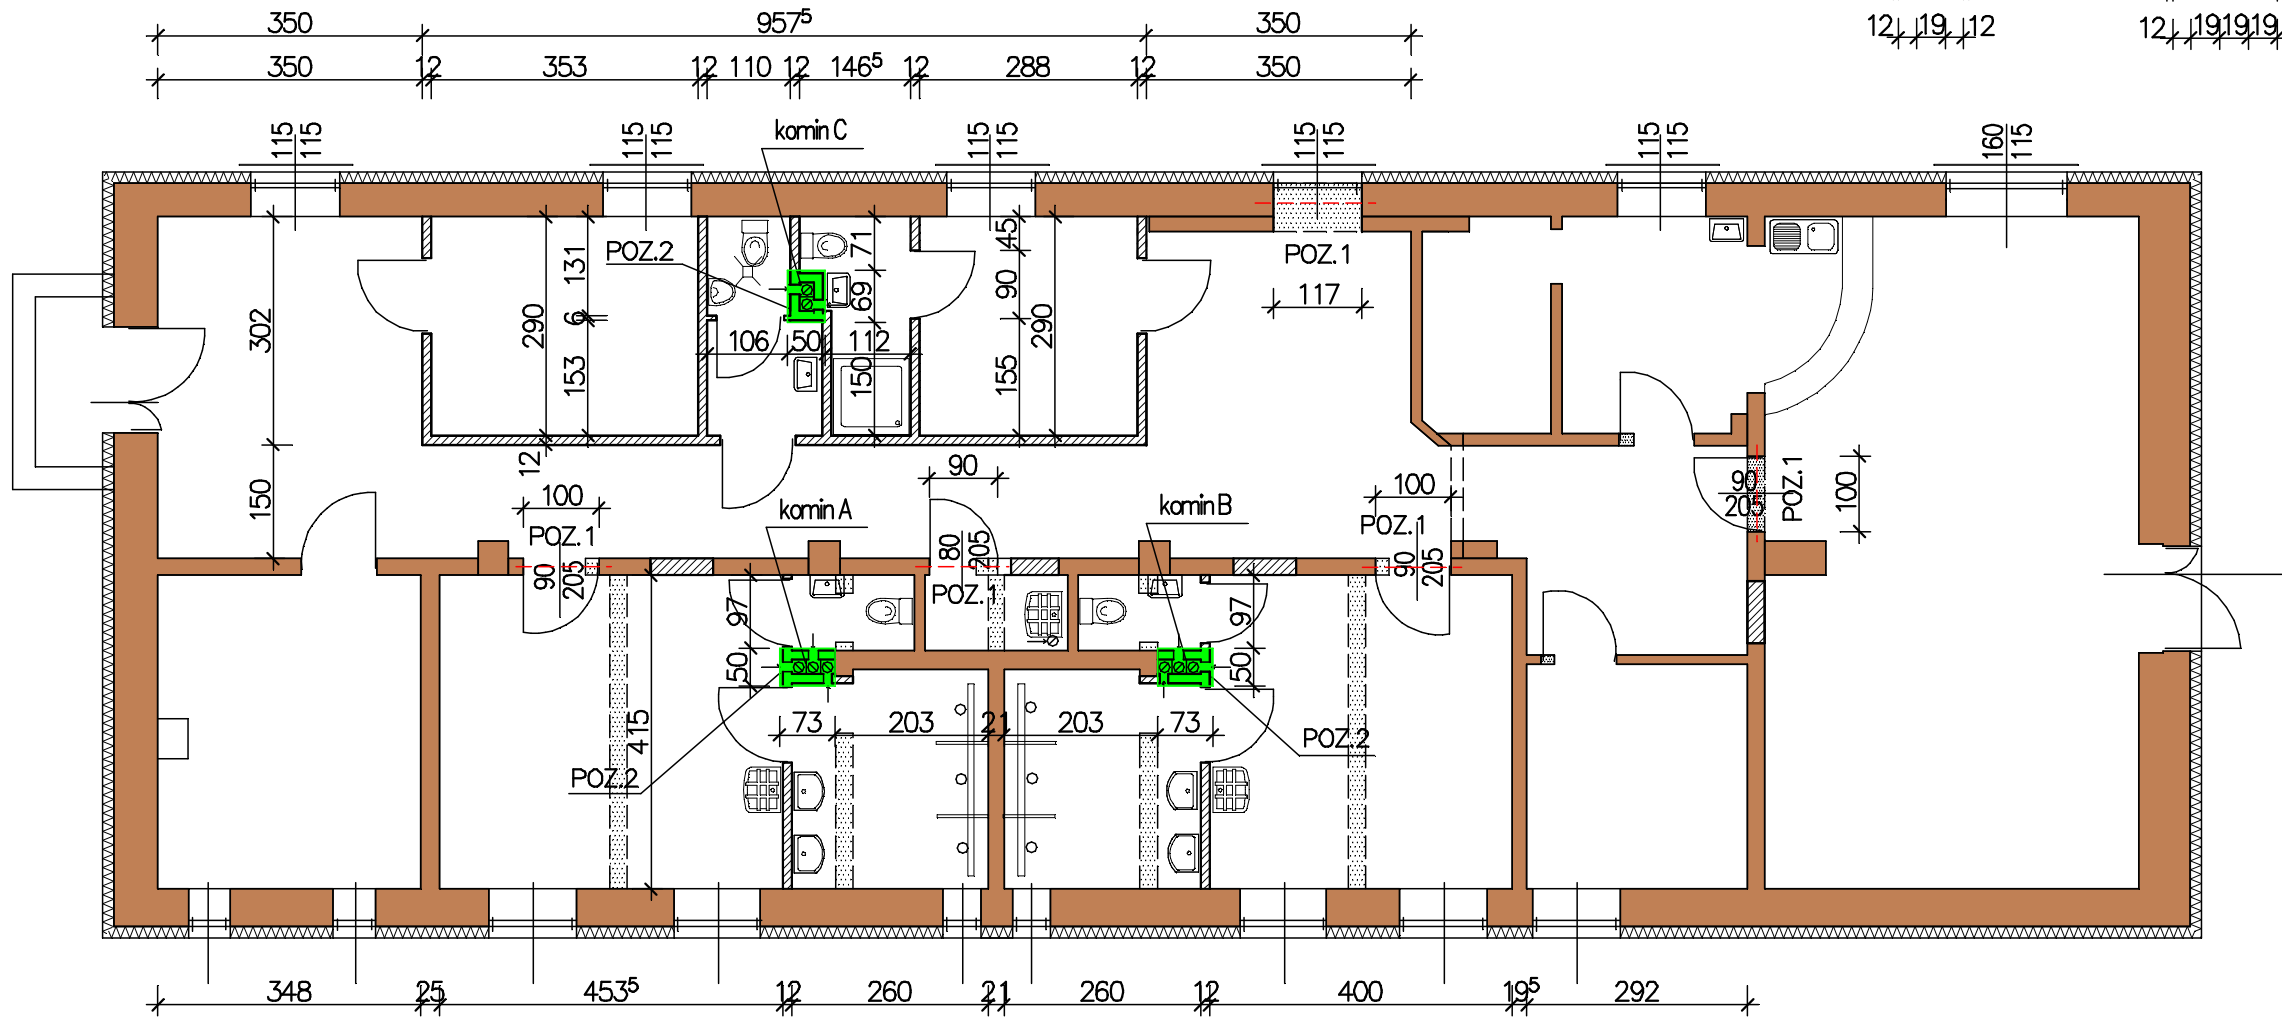 350 957⁵ 350
12 19 12 12 19 19 19
350 12 353 12 110 12 146⁵ 12 288 12 350
komin C
115 115
115 115
115 115
115 115
115 115
160 115
POZ.2
131
71
45
POZ.1
302
290
6
69
90
290
117
153
106 50 112
150
155
12
90
100
100
150
komin A
komin B
90 205
POZ.1
100
POZ.1
POZ.1
90 205
80 205
90 205
POZ.1
97
97
50
50
415
73 203 21 203 73
POZ.2
POZ.2
348 25 453⁵ 12 260 21 260 12 400 19⁵ 292